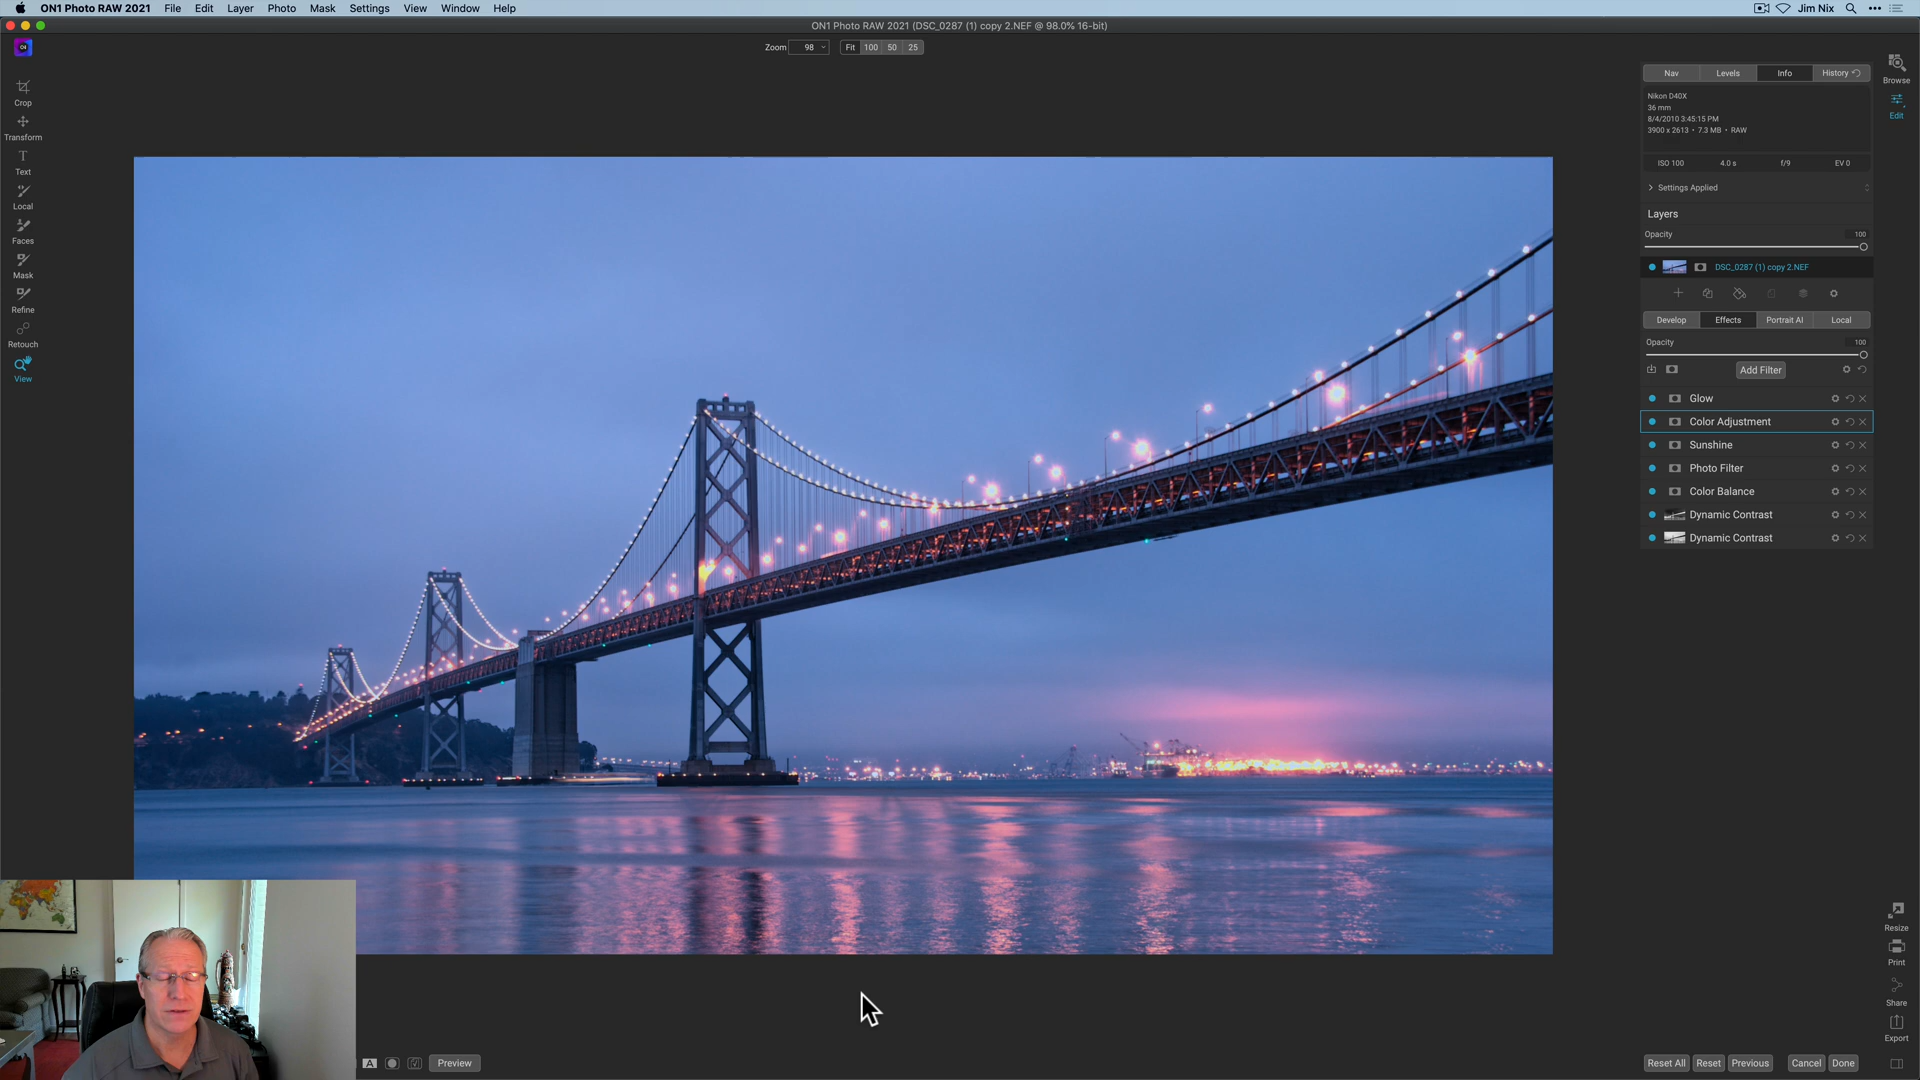 ON1 Photo RAW 2021 File Edit Layer Photo Mask Settings View Window Help Jim Nix
ON1 Photo RAW 2021 (DSC_0287 (1) copy 2.NEF @ 98.0% 16-bit)
Zoom 98 Fit 100 50 25
Crop
Transform
Text
Local
Faces
Mask
Refine
Retouch
View
Nav Levels Info History
Nikon D40X
36 mm
8/4/2010 3:45:15 PM
3900 x 2613 • 7.3 MB • RAW
ISO 100 4.0 s f/9 EV 0
Settings Applied
Layers
Opacity 100
DSC_0287 (1) copy 2.NEF
Develop Effects Portrait AI Local
Opacity 100
Add Filter
Glow
Color Adjustment
Sunshine
Photo Filter
Color Balance
Dynamic Contrast
Dynamic Contrast
Browse
Edit
Resize
Print
Share
Export
A Preview
Reset All Reset Previous Cancel Done